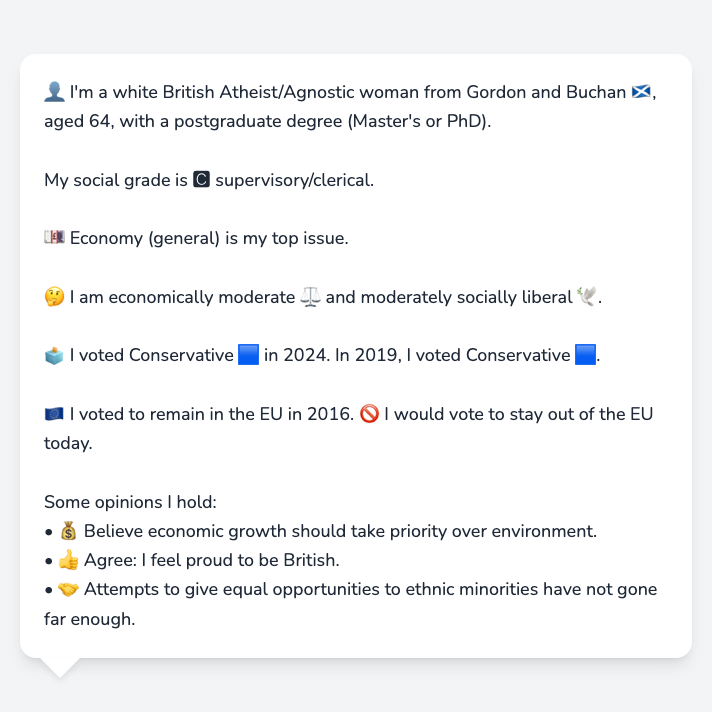 👤 I'm a white British Atheist/Agnostic woman from Gordon and Buchan 🏴󠁧󠁢󠁳󠁣󠁴󠁿,
aged 64, with a postgraduate degree (Master's or PhD).
My social grade is 🅲 supervisory/clerical.
💷 Economy (general) is my top issue.
🤔 I am economically moderate ⚖️ and moderately socially liberal 🕊️.
🗳️ I voted Conservative 🟦 in 2024. In 2019, I voted Conservative 🟦.
🇪🇺 I voted to remain in the EU in 2016. 🚫 I would vote to stay out of the EU
today.
Some opinions I hold:
• 💰 Believe economic growth should take priority over environment.
• 👍 Agree: I feel proud to be British.
• 🤝 Attempts to give equal opportunities to ethnic minorities have not gone
far enough.